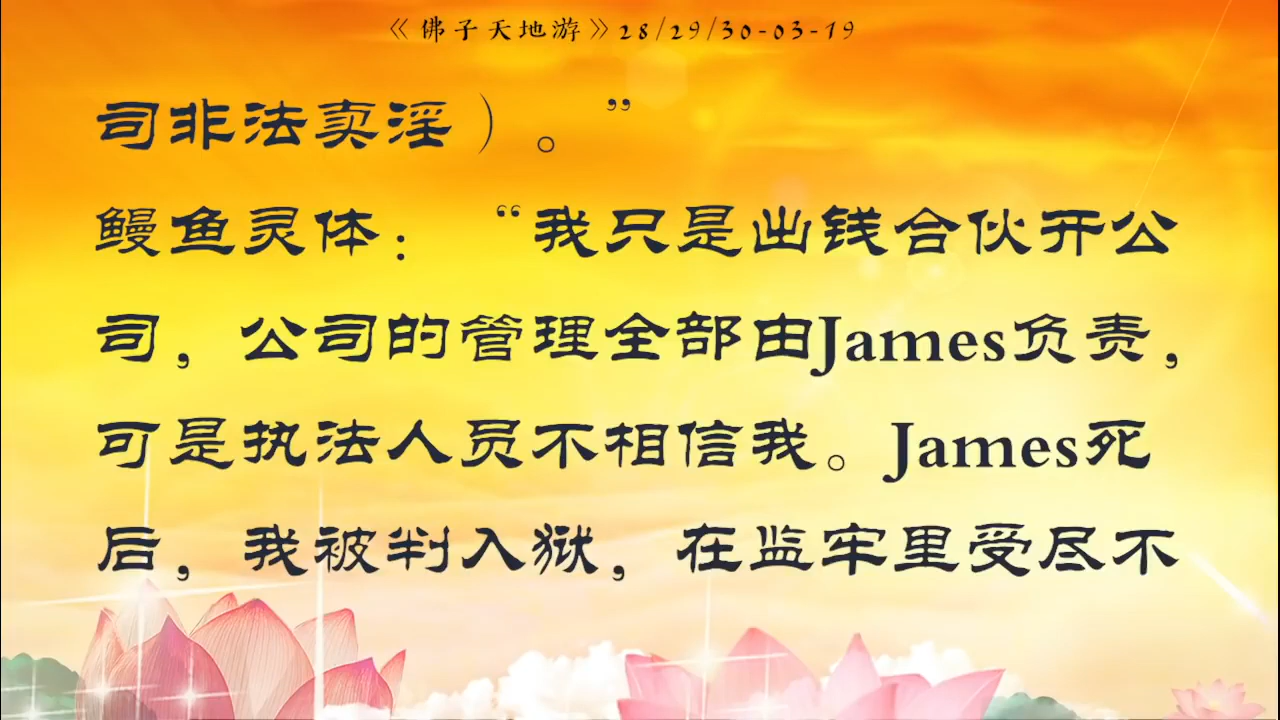 《佛子天地游》28/29/30-03-19
司非法卖淫）。”
鳗鱼灵体：“我只是出钱合伙开公
司，公司的管理全部由James负责，
可是执法人员不相信我。James死
后，我被判入狱，在监牢里受尽不